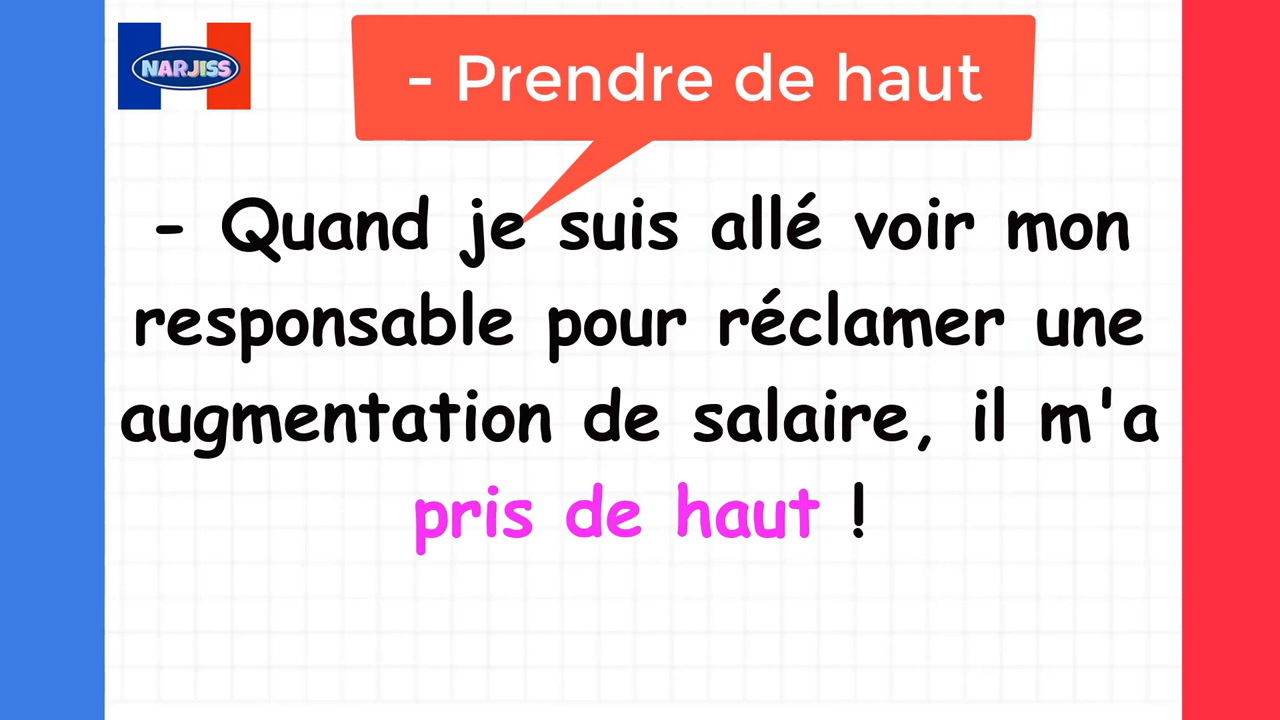 NARJISS
- Prendre de haut
- Quand je suis allé voir mon
responsable pour réclamer une
augmentation de salaire, il m'a
pris de haut !